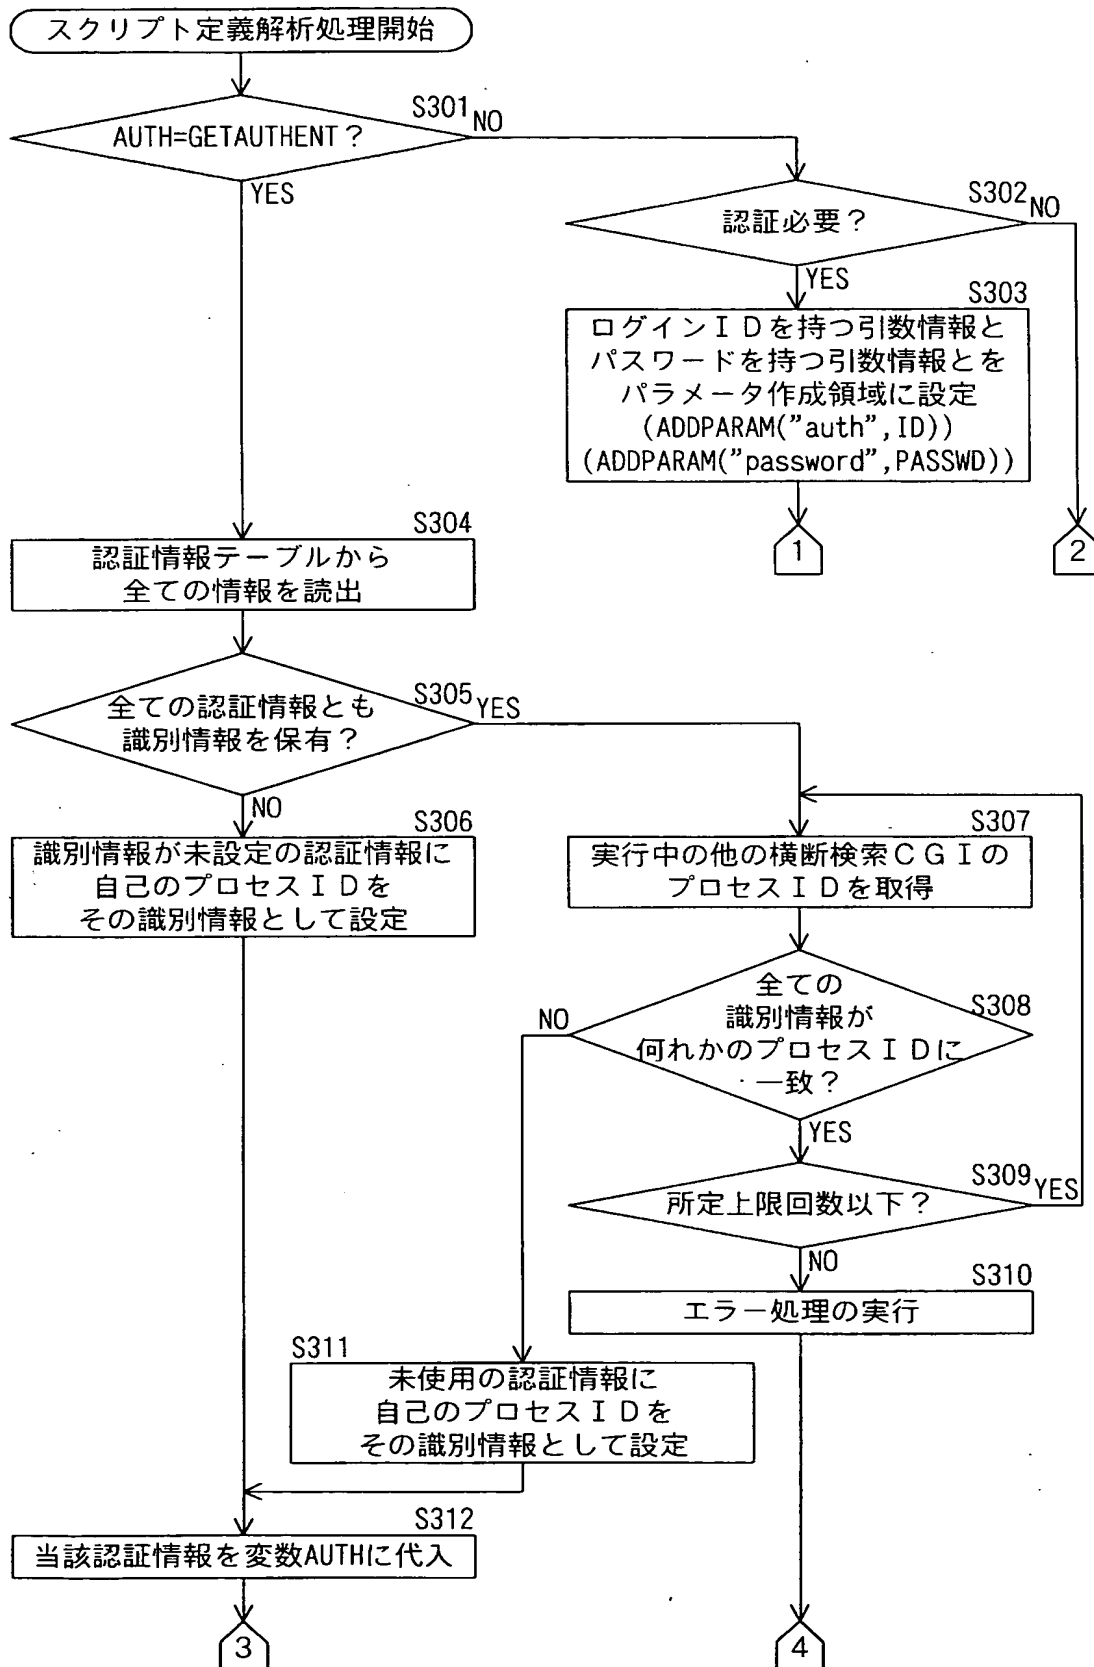 スクリプト定義解析処理開始
S301
AUTH=GETAUTHENT？
NO
YES
S302
認証必要？
NO
YES
S303
ログインＩＤを持つ引数情報と
パスワードを持つ引数情報とを
パラメータ作成領域に設定
(ADDPARAM("auth",ID))
(ADDPARAM("password",PASSWD))
1
2
S304
認証情報テーブルから
全ての情報を読出
S305
全ての認証情報とも
識別情報を保有？
YES
NO
S306
識別情報が未設定の認証情報に
自己のプロセスＩＤを
その識別情報として設定
S307
実行中の他の横断検索ＣＧＩの
プロセスＩＤを取得
S308
全ての
識別情報が
何れかのプロセスＩＤに
一致？
NO
YES
S309
所定上限回数以下？
YES
NO
S310
エラー処理の実行
S311
未使用の認証情報に
自己のプロセスＩＤを
その識別情報として設定
S312
当該認証情報を変数AUTHに代入
3
4